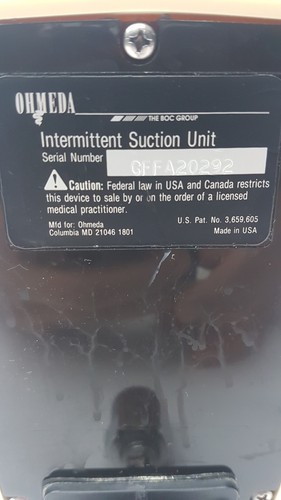 OHMEDA
THE BOC GROUP
Intermittent Suction Unit
Serial Number GFFA20292
Caution: Federal law in USA and Canada restricts
this device to sale by or on the order of a licensed
medical practitioner.
U.S. Pat. No. 3,659,605
Mfd for: Ohmeda
Columbia MD 21046 1801
Made in USA